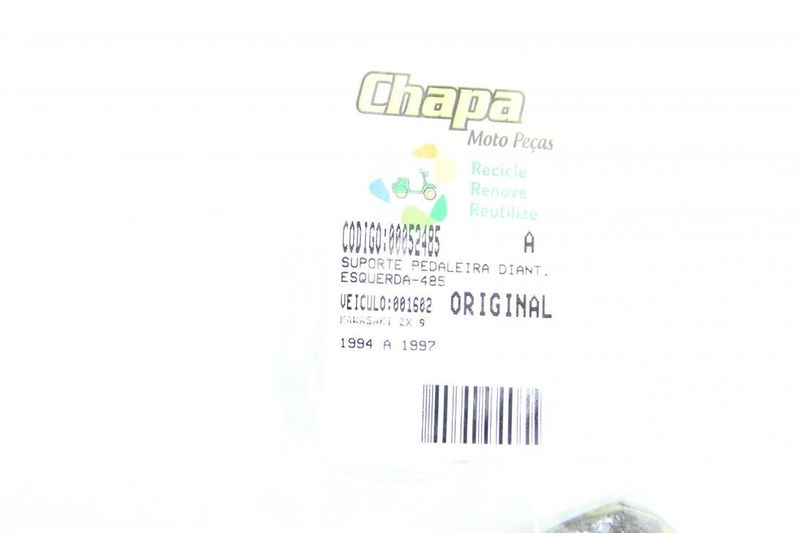 Chapa
Moto Peças
Recicle
Renove
Reutilize
CODIGO:00052485 A
SUPORTE PEDALEIRA DIANT.
ESQUERDA-485
VEICULO:001602 ORIGINAL
KAWASAKI ZX 9
1994 A 1997